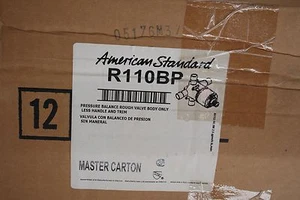 American Standard
R110BP
12
PRESSURE BALANCE ROUGH VALVE BODY ONLY
LESS HANDLE AND TRIM
VALVULA CON BALANCEO DE PRESION
SIN MANERAL
MASTER CARTON